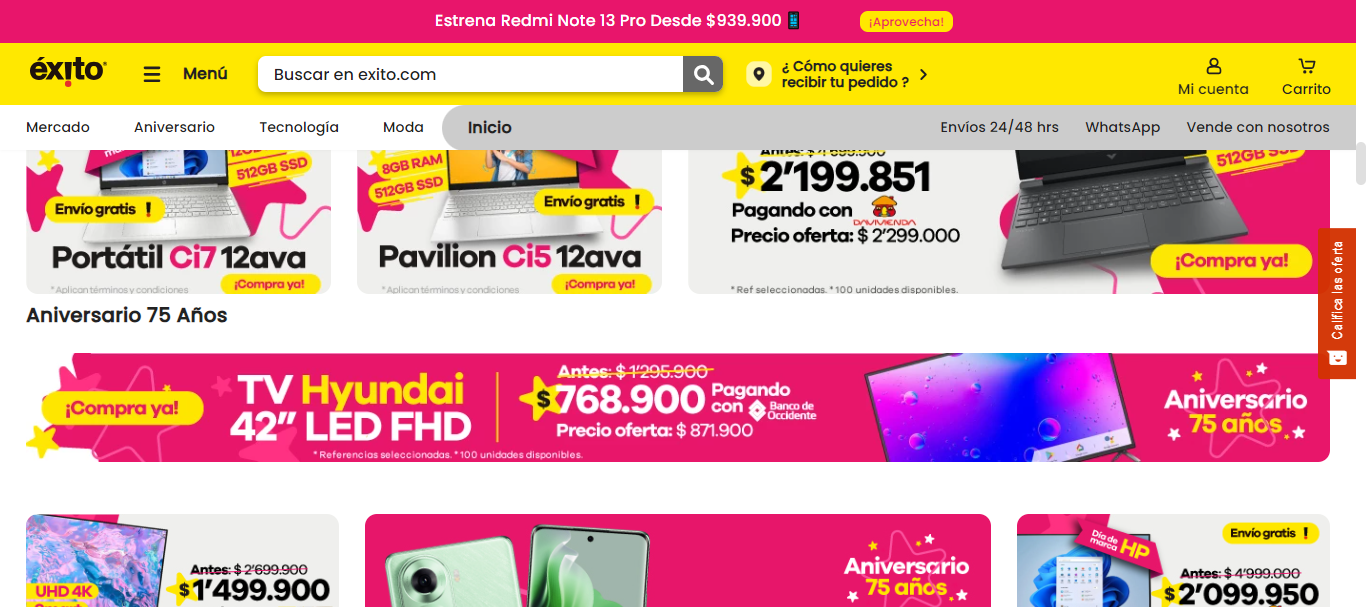 Estrena Redmi Note 13 Pro Desde $939.900
¡Aprovecha!
éxito
Menú
Buscar en exito.com
¿ Cómo quieres
recibir tu pedido ?
Mi cuenta
Carrito
Mercado
Aniversario
Tecnología
Moda
Inicio
Envíos 24/48 hrs
WhatsApp
Vende con nosotros
512GB SSD
Envío gratis !
Portátil Ci7 12ava
* Aplican términos y condiciones
¡Compra ya!
8GB RAM
512GB SSD
Envío gratis !
Pavilion Ci5 12ava
* Aplican términos y condiciones
¡Compra ya!
$ 2'199.851
Pagando con
DAVIVIENDA
Precio oferta: $ 2'299.000
* Ref seleccionadas. * 100 unidades disponibles.
512GB SSD
¡Compra ya!
Califica las oferta
Aniversario 75 Años
¡Compra ya!
TV Hyundai
42” LED FHD
* Referencias seleccionadas. * 100 unidades disponibles.
Antes: $ 1'295.900
$ 768.900
Pagando
con
Banco de
Occidente
Precio oferta: $ 871.900
Aniversario
75 años
UHD 4K
Antes: $ 2'699.900
$ 1'499.900
Aniversario
75 años
Día de
marca
HP
Envío gratis !
Antes: $ 4'999.000
$ 2'099.950